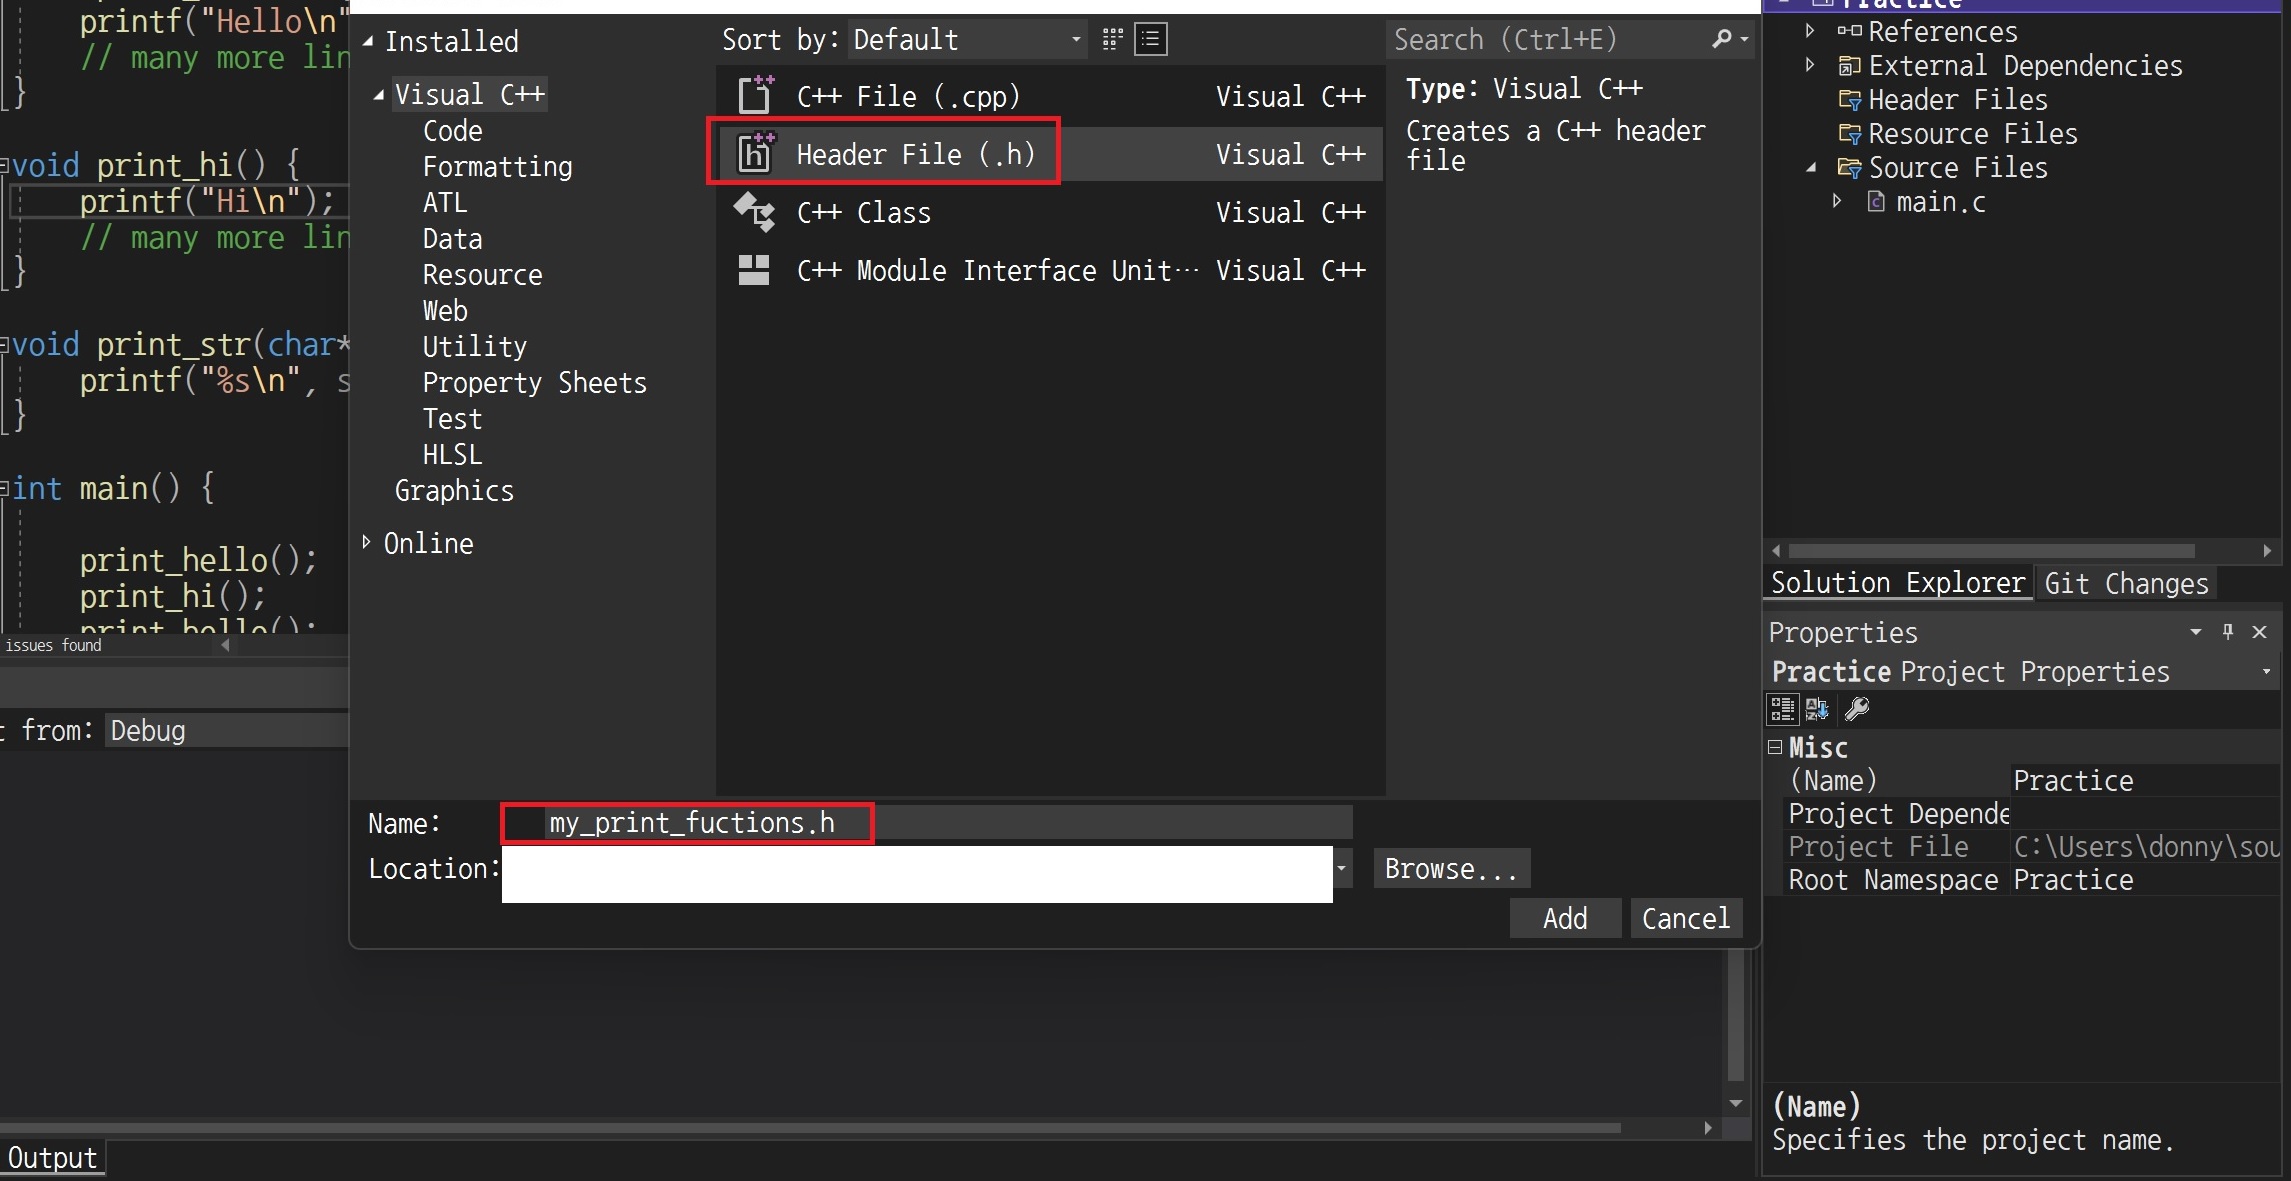 printf("Hello\n"
// many more lin
}
void print_hi() {
printf("Hi\n");
// many more lin
}
void print_str(char*
printf("%s\n", s
}
int main() {
print_hello();
print_hi();
print_hello();
issues found
from: Debug
Output
Installed
Visual C++
Code
Formatting
ATL
Data
Resource
Web
Utility
Property Sheets
Test
HLSL
Graphics
Online
Sort by: Default
C++ File (.cpp) Visual C++
Header File (.h) Visual C++
C++ Class Visual C++
C++ Module Interface Unit… Visual C++
Search (Ctrl+E)
Type: Visual C++
Creates a C++ header
file
Name: my_print_fuctions.h
Location:
Browse...
Add Cancel
Practice
References
External Dependencies
Header Files
Resource Files
Source Files
main.c
Solution Explorer Git Changes
Properties
Practice Project Properties
Misc
(Name) Practice
Project Depende
Project File C:\Users\donny\sou
Root Namespace Practice
(Name)
Specifies the project name.